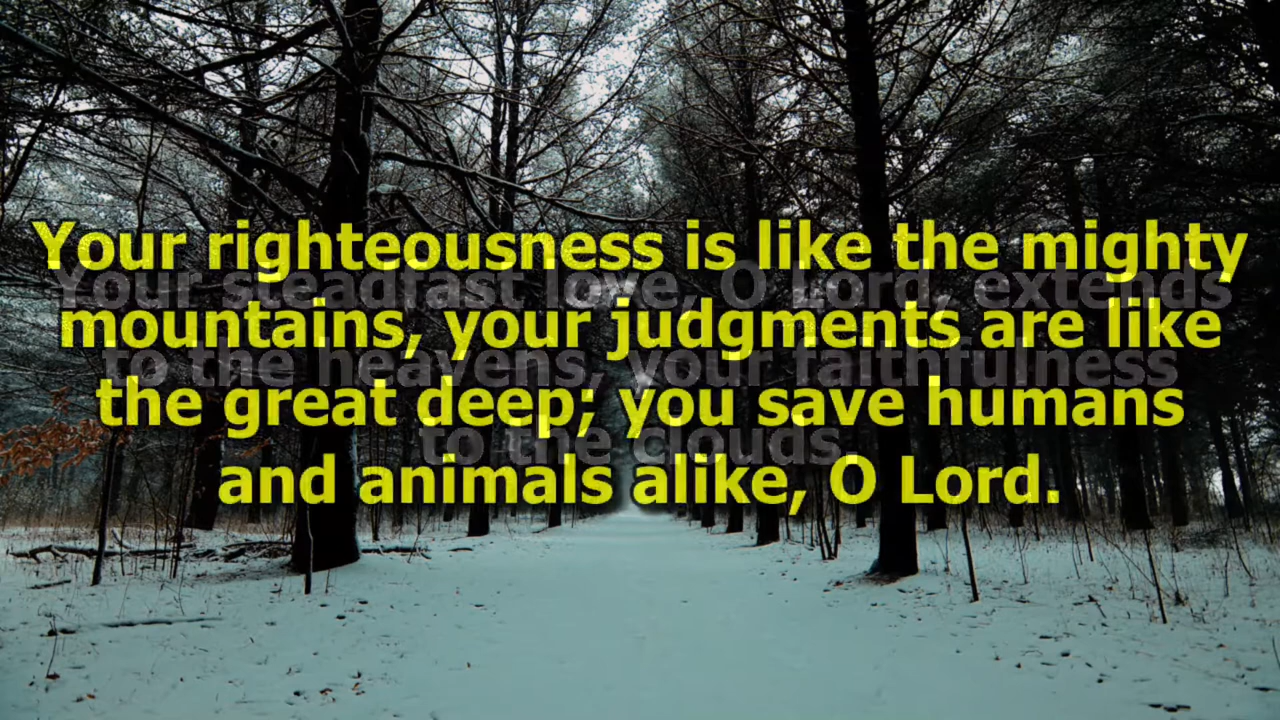 Your righteousness is like the mighty
mountains, your judgments are like
the great deep; you save humans
and animals alike, O Lord.
Your steadfast love, O Lord, extends
to the heavens, your faithfulness
to the clouds.